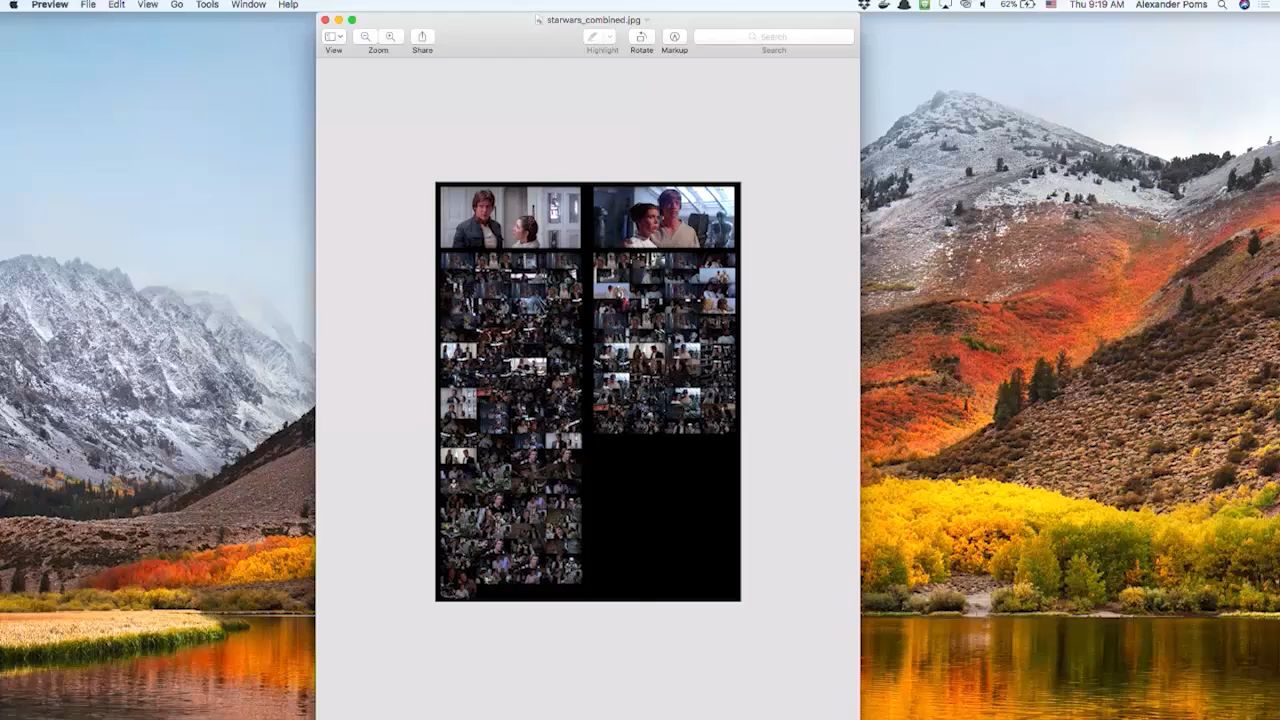 Preview File Edit View Go Tools Window Help 62% Thu 9:19 AM Alexander Poms
starwars_combined.jpg
View Zoom Share Highlight Rotate Markup Search
Search